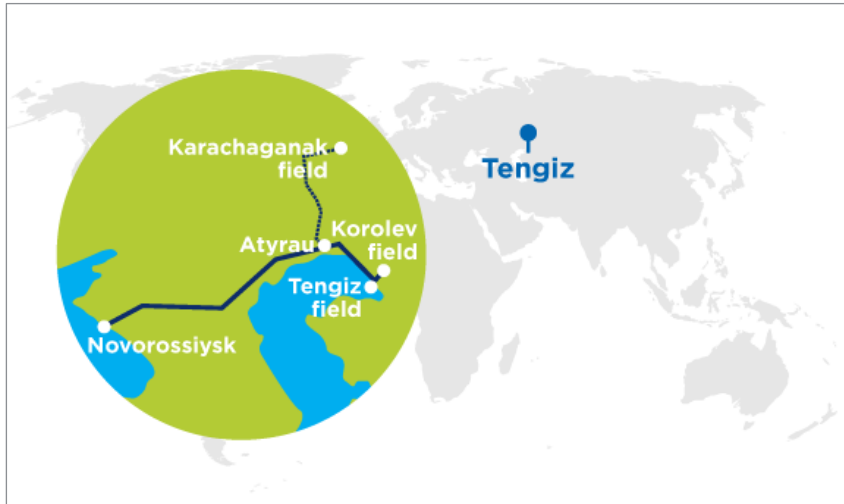 Karachaganak
field
Tengiz
Korolev
field
Atyrau
Tengiz
field
Novorossiysk